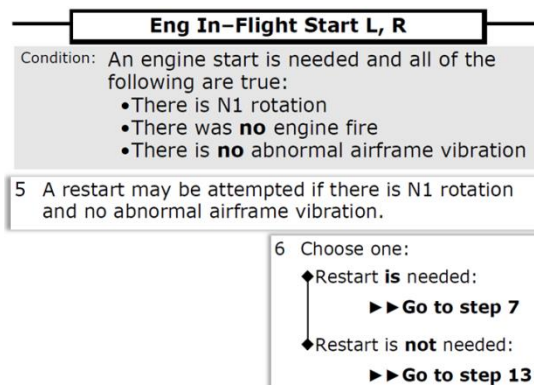 Eng In–Flight Start L, R
Condition: An engine start is needed and all of the
following are true:
•There is N1 rotation
•There was no engine fire
•There is no abnormal airframe vibration
5 A restart may be attempted if there is N1 rotation
and no abnormal airframe vibration.
6 Choose one:
◆Restart is needed:
►►Go to step 7
◆Restart is not needed:
►►Go to step 13